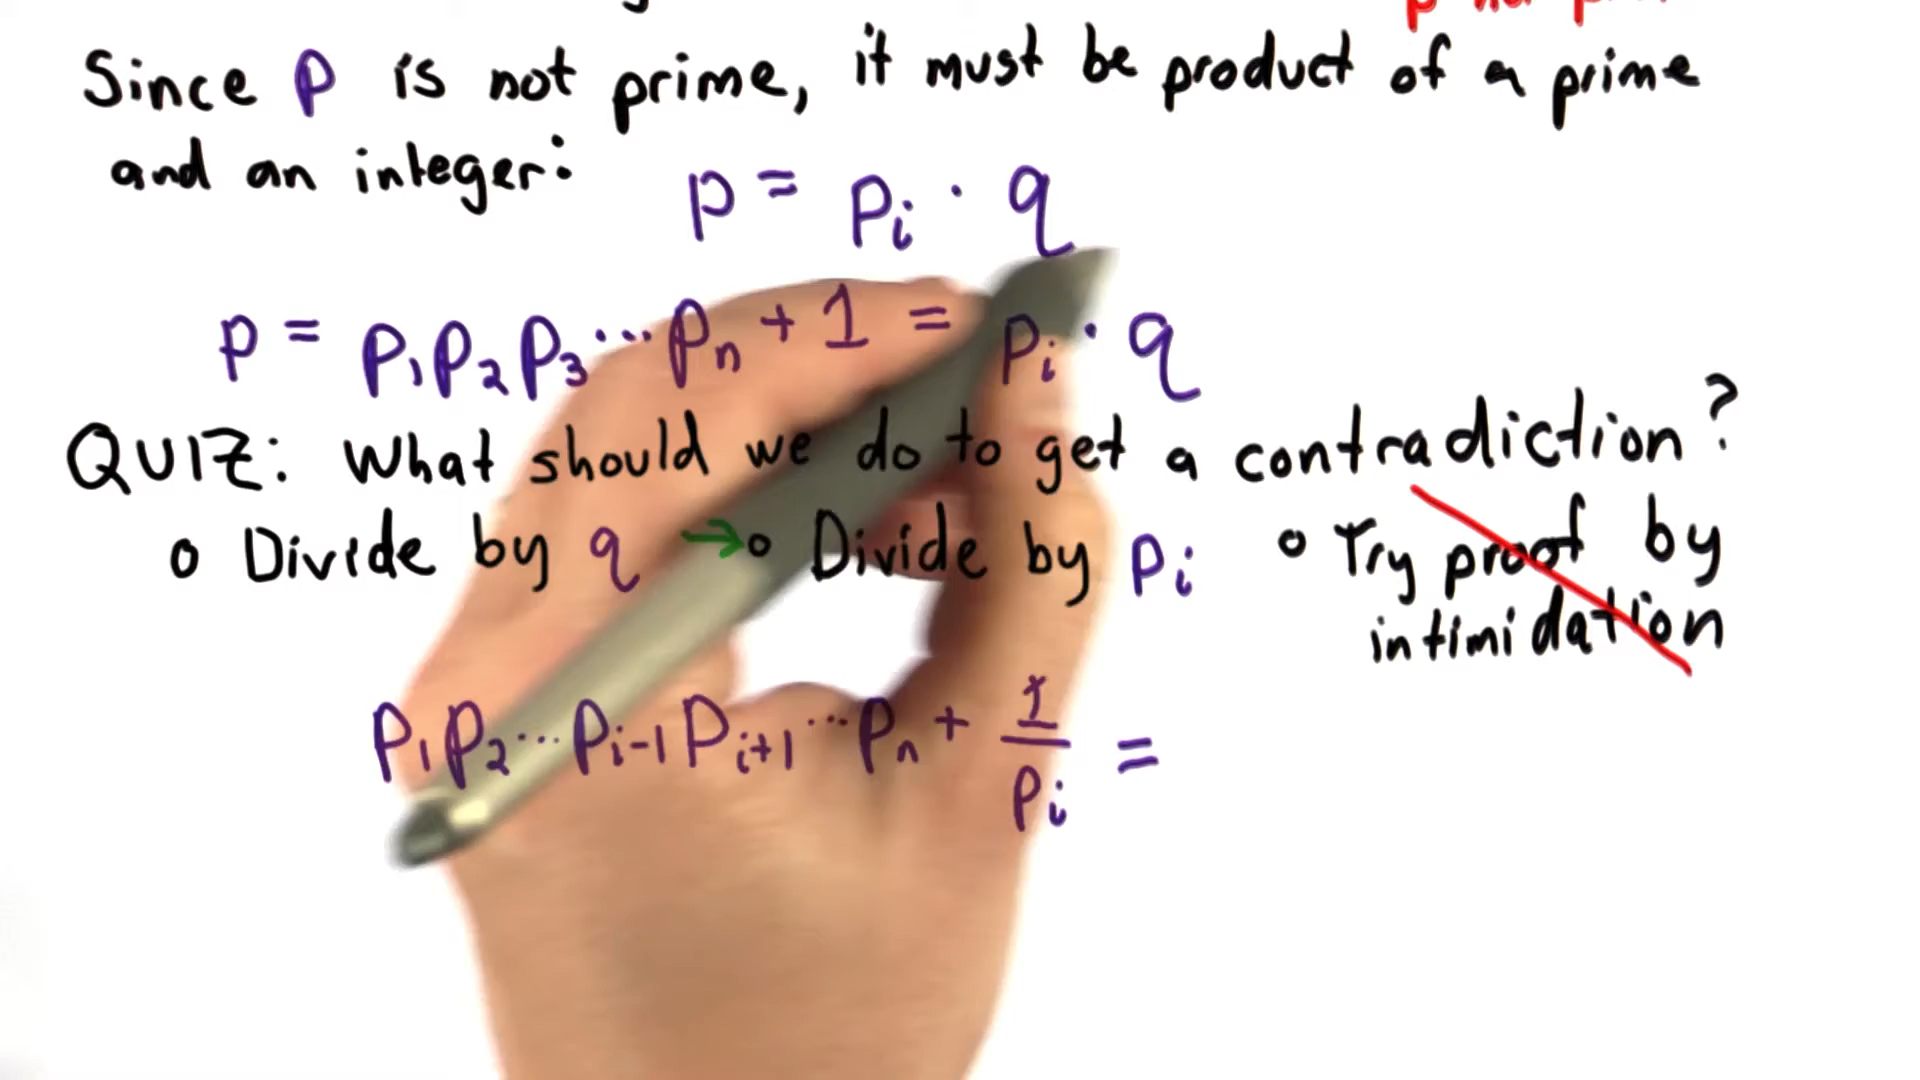 Since p is not prime, it must be product of a prime
and an integer:
p = pᵢ · q
p = p₁p₂p₃…pₙ + 1 = pᵢ · q
QUIZ: What should we do to get a contradiction?
o Divide by q → o Divide by pᵢ o Try proof by
intimidation
p₁p₂…pᵢ₋₁pᵢ₊₁…pₙ + 1/pᵢ =